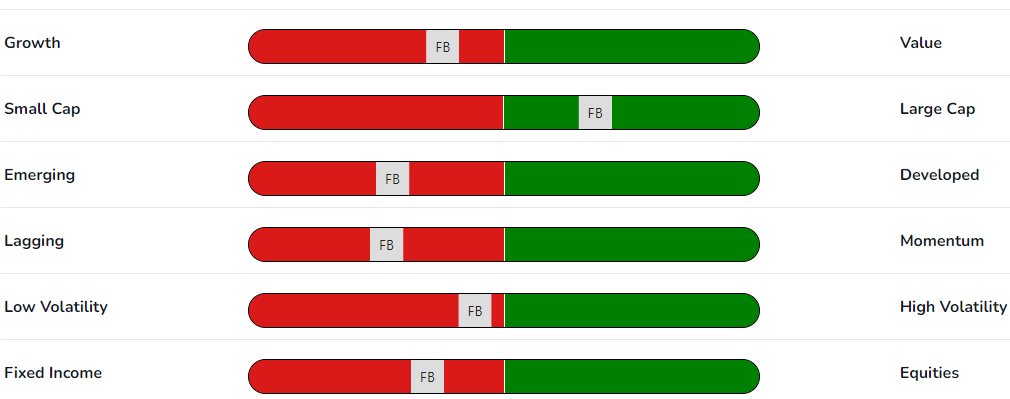 Growth FB Value
Small Cap FB Large Cap
Emerging FB Developed
Lagging FB Momentum
Low Volatility FB High Volatility
Fixed Income FB Equities